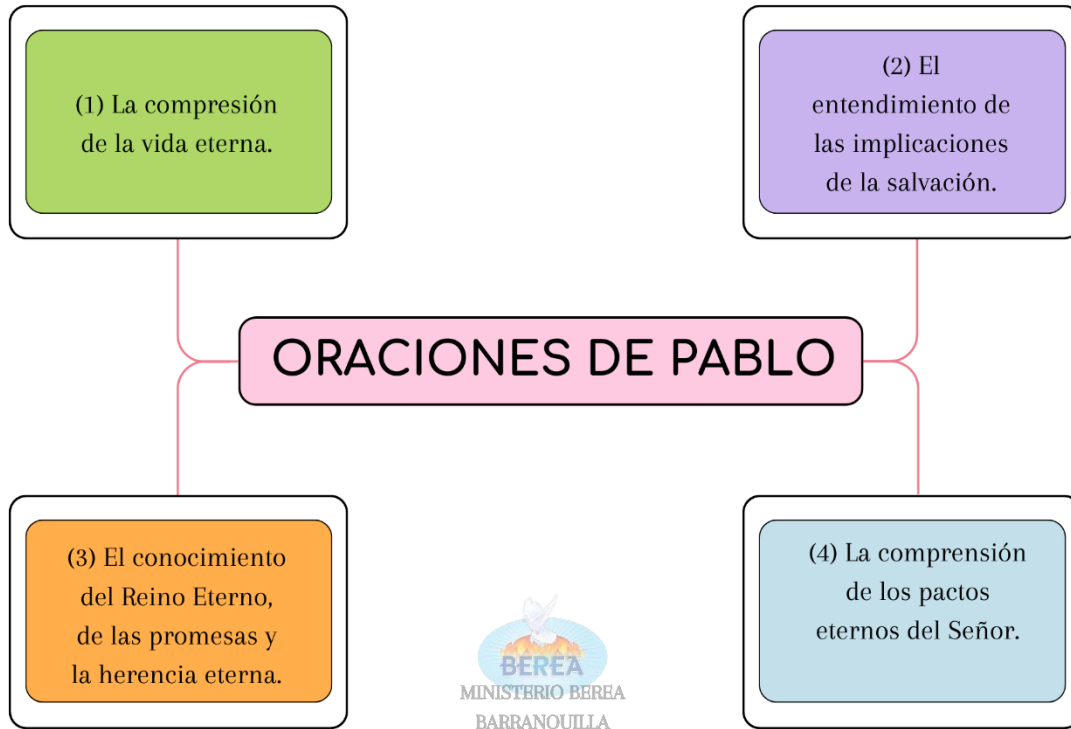 (1) La compresión
de la vida eterna.
(2) El
entendimiento de
las implicaciones
de la salvación.
ORACIONES DE PABLO
(3) El conocimiento
del Reino Eterno,
de las promesas y
la herencia eterna.
(4) La comprensión
de los pactos
eternos del Señor.
BEREA
MINISTERIO BEREA
BARRANQUILLA